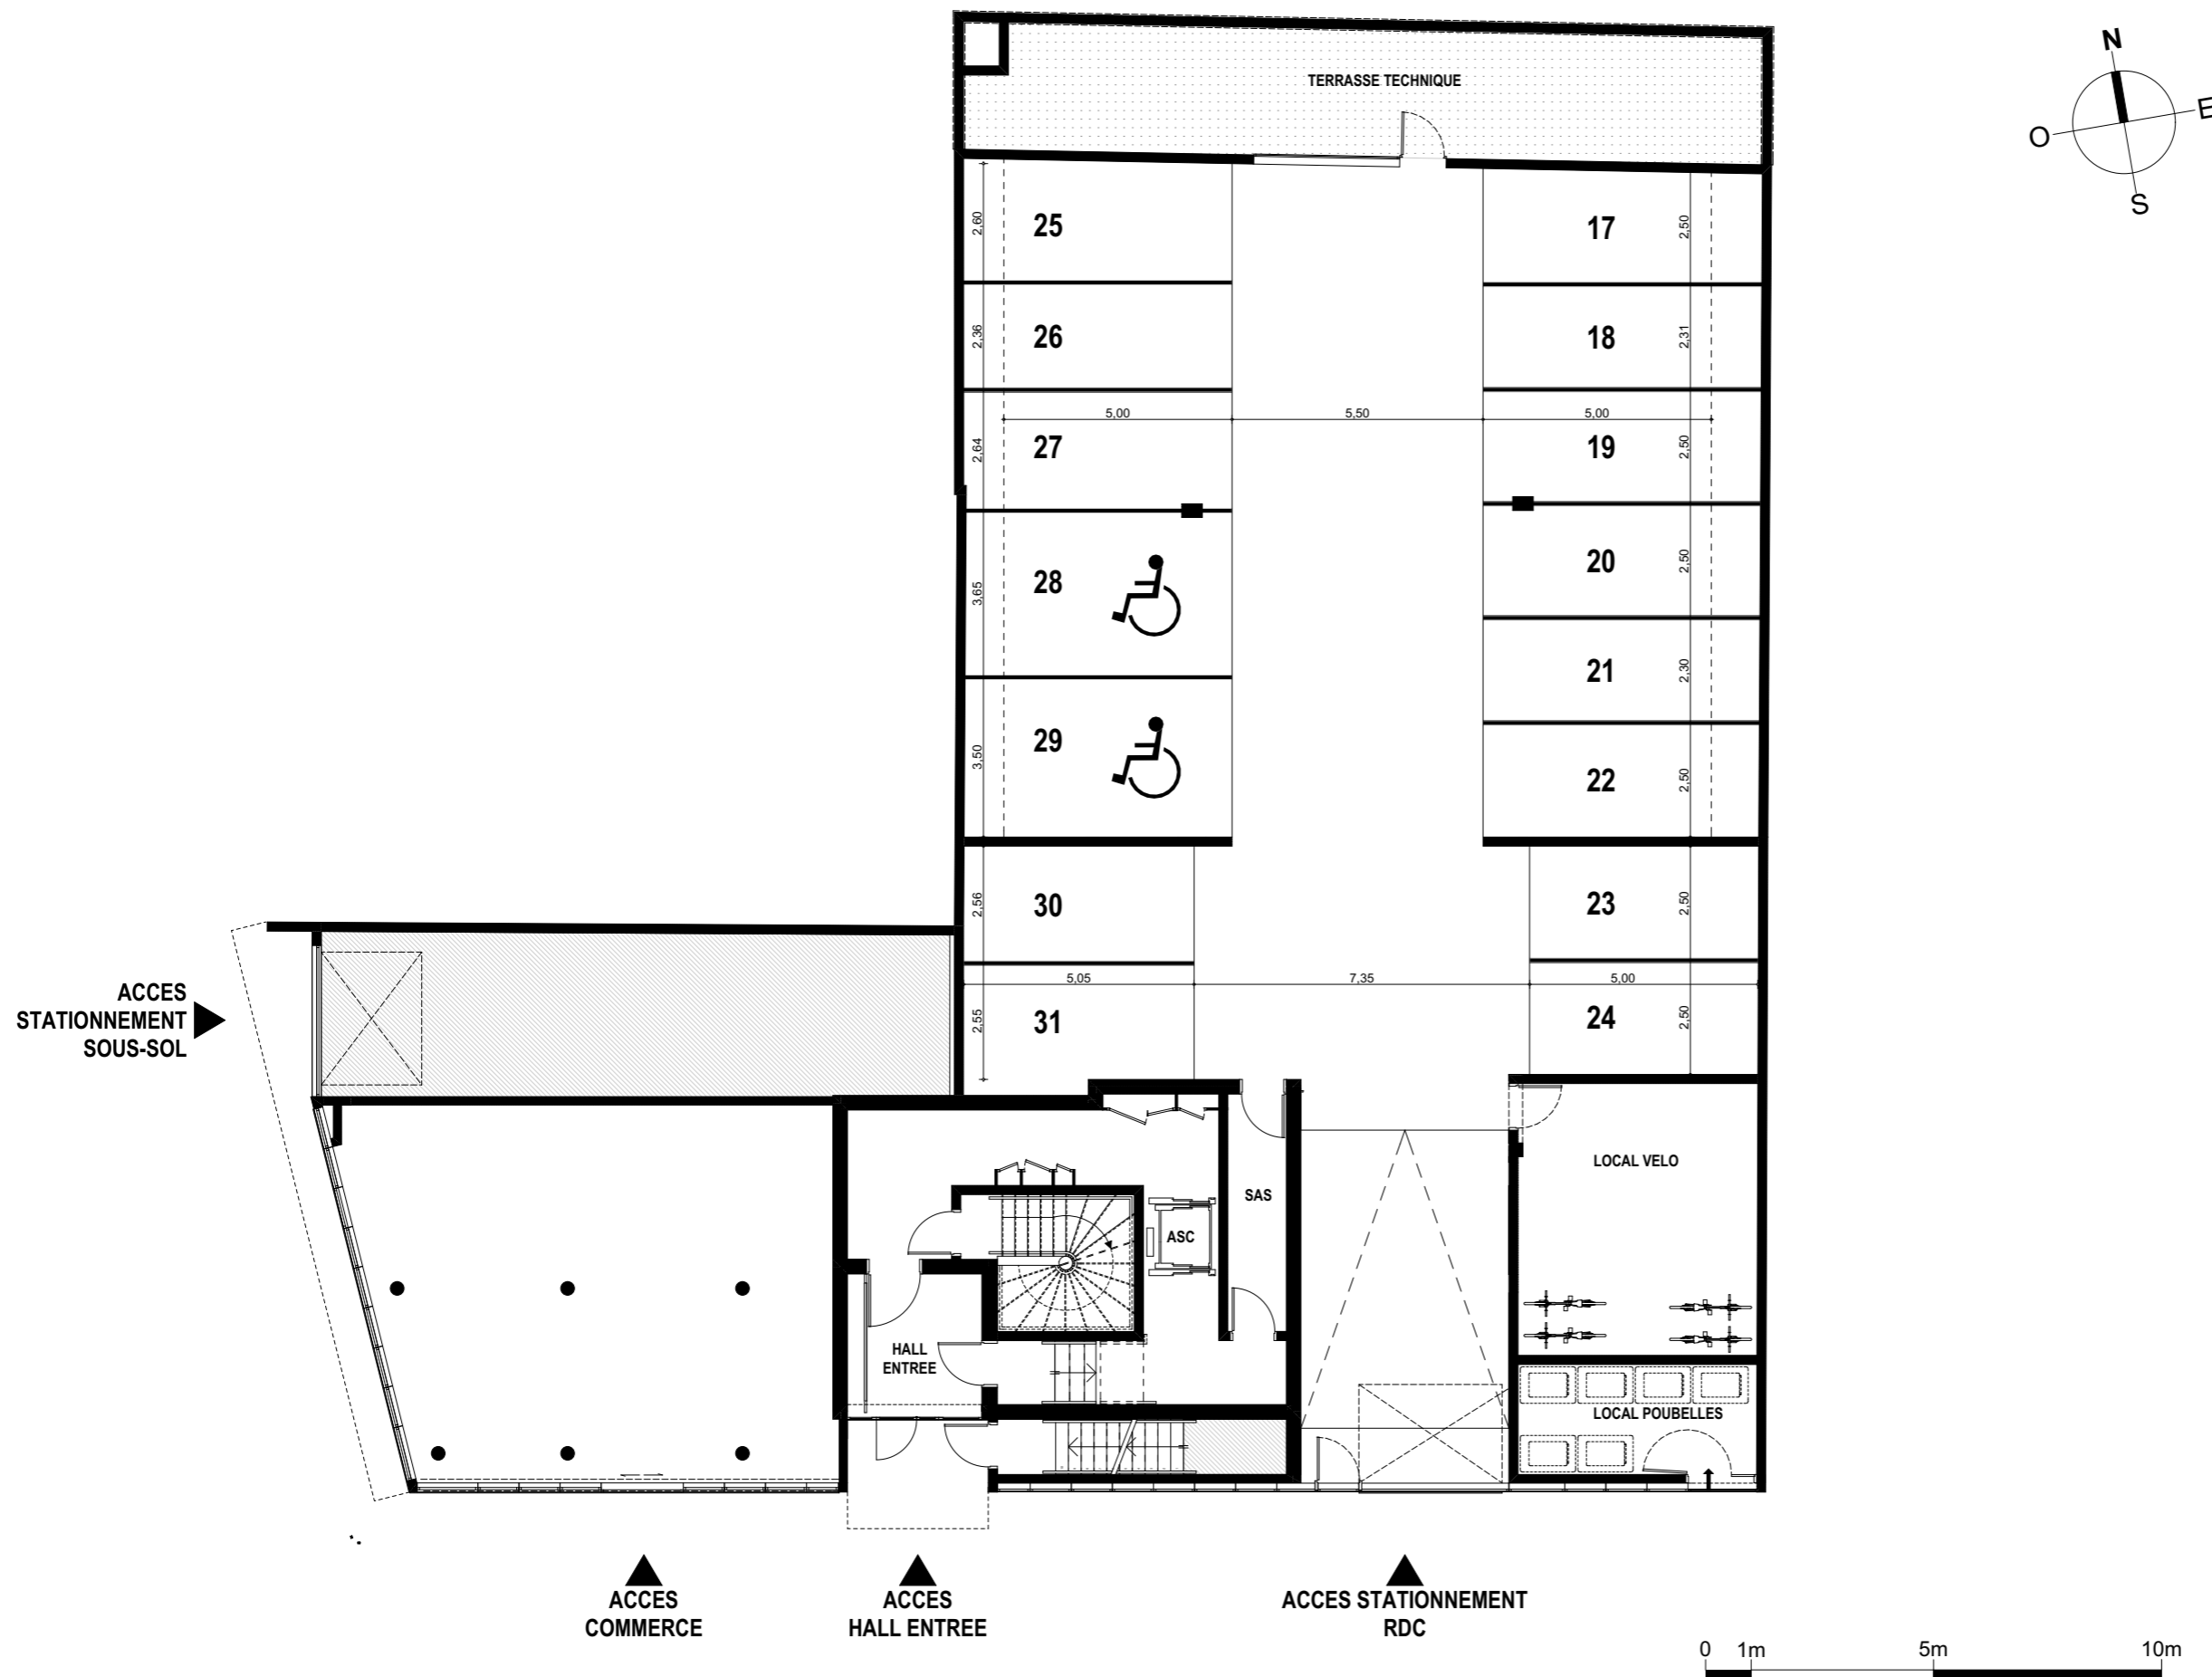 N
E
O
S
TERRASSE TECHNIQUE
2,60
25
17
2,50
2,36
26
18
2,31
5,00
5,50
5,00
2,64
27
19
2,50
3,65
28
20
2,50
21
2,30
3,50
29
22
2,50
2,56
30
23
2,50
5,05
7,35
5,00
2,55
31
24
2,50
ACCES
STATIONNEMENT
SOUS-SOL
LOCAL VELO
SAS
ASC
HALL
ENTREE
LOCAL POUBELLES
ACCES
COMMERCE
ACCES
HALL ENTREE
ACCES STATIONNEMENT
RDC
0 1m 5m 10m